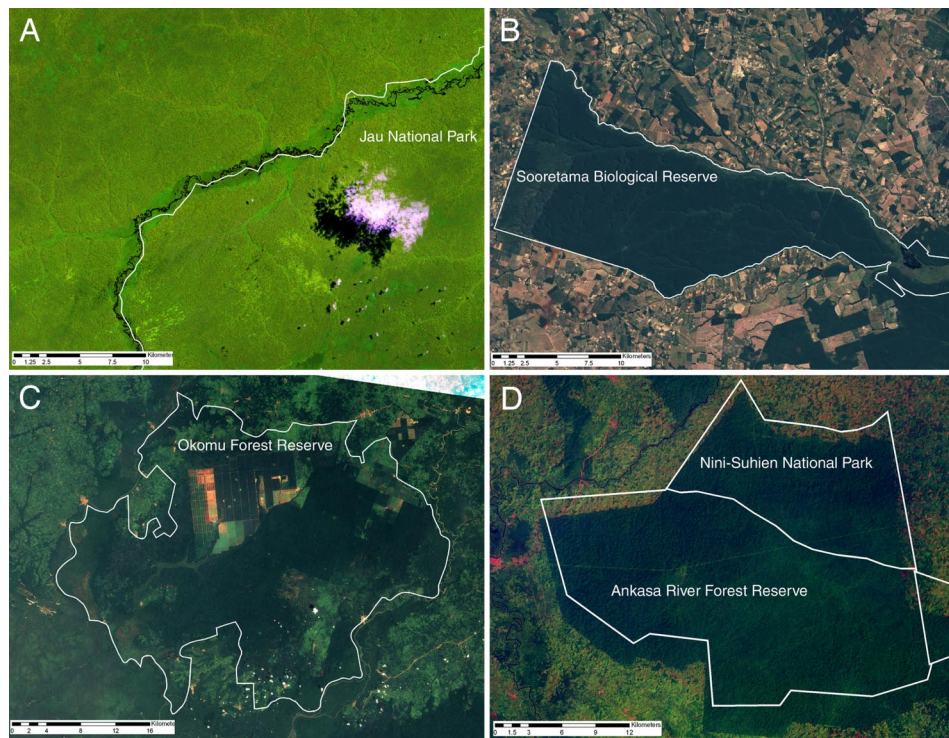 A
Jau National Park
Kilometers
0 1.25 2.5 5 7.5 10
B
Sooretama Biological Reserve
Kilometers
0 1.25 2.5 5 7.5 10
C
Okomu Forest Reserve
Kilometers
0 2 4 8 12 16
D
Nini-Suhien National Park
Ankasa River Forest Reserve
Kilometers
0 1.5 3 6 9 12